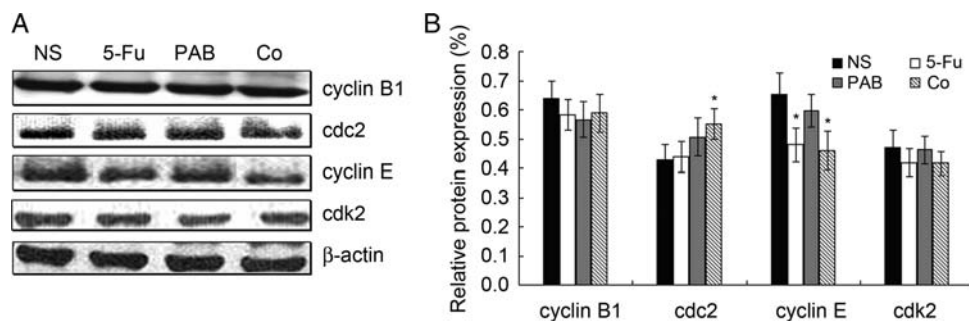 A
NS 5-Fu PAB Co
cyclin B1
cdc2
cyclin E
cdk2
β-actin
B
Relative protein expression (%)
0.8
0.7
0.6
0.5
0.4
0.3
0.2
0.1
0.0
NS 5-Fu
PAB Co
*
* *
cyclin B1 cdc2 cyclin E cdk2